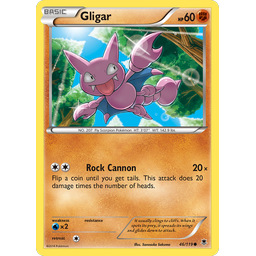 BASIC
Gligar
HP60
NO. 207 Fly Scorpion Pokémon HT: 3'07" WT: 142.9 lbs.
Rock Cannon 20×
Flip a coin until you get tails. This attack does 20
damage times the number of heads.
weakness
resistance
×2
retreat
It usually clings to cliffs. When it
spots its prey, it spreads its wings
and glides down to attack.
46/119